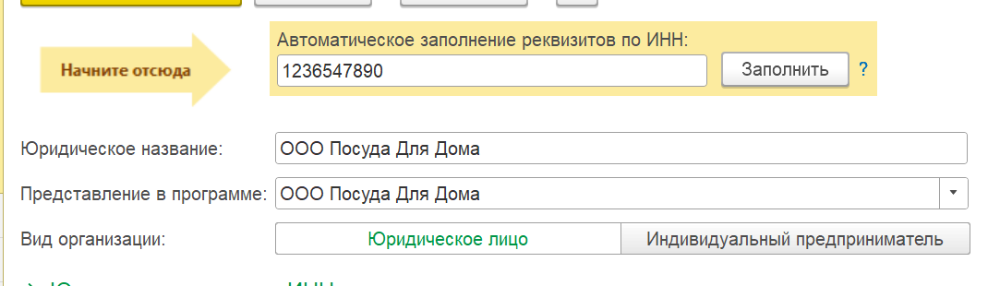 Автоматическое заполнение реквизитов по ИНН:
Начните отсюда
1236547890
Заполнить
?
Юридическое название:
ООО Посуда Для Дома
Представление в программе:
ООО Посуда Для Дома
Вид организации:
Юридическое лицо
Индивидуальный предприниматель